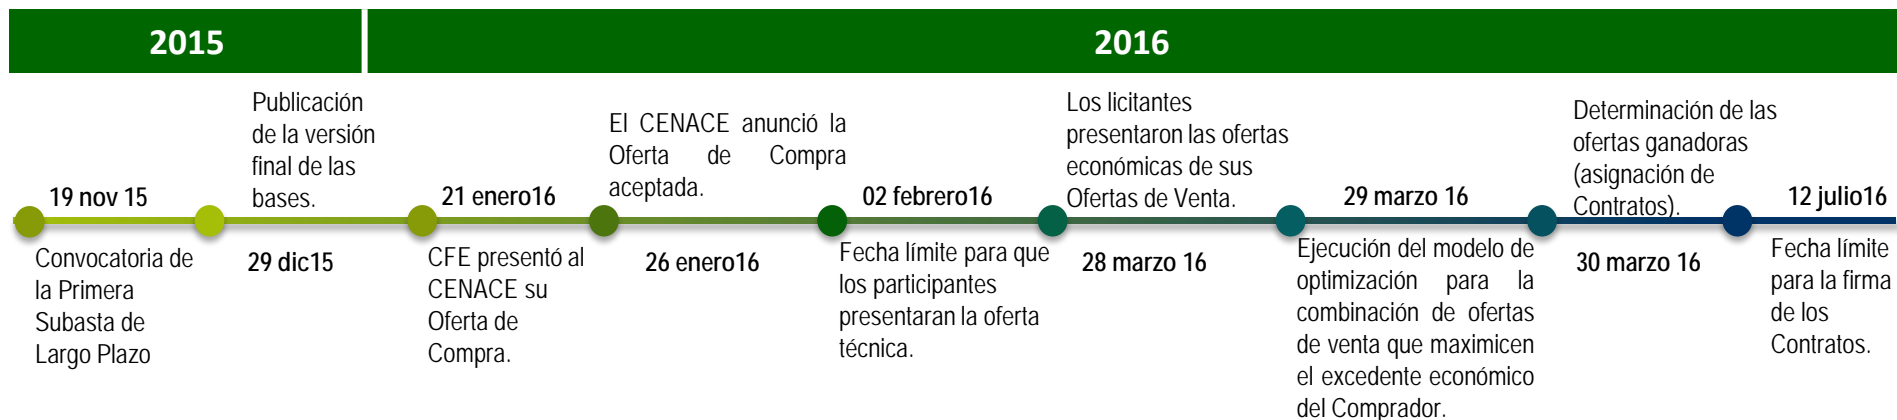 2015
2016
19 nov 15
Convocatoria de
la Primera
Subasta de
Largo Plazo
Publicación
de la versión
final de las
bases.
29 dic15
21 enero16
CFE presentó al
CENACE su
Oferta de
Compra.
El CENACE anunció la
Oferta de Compra
aceptada.
26 enero16
02 febrero16
Fecha límite para que
los participantes
presentaran la oferta
técnica.
Los licitantes
presentaron las ofertas
económicas de sus
Ofertas de Venta.
28 marzo 16
29 marzo 16
Ejecución del modelo de
optimización para la
combinación de ofertas
de venta que maximicen
el excedente económico
del Comprador.
Determinación de las
ofertas ganadoras
(asignación de
Contratos).
30 marzo 16
12 julio16
Fecha límite
para la firma
de los
Contratos.